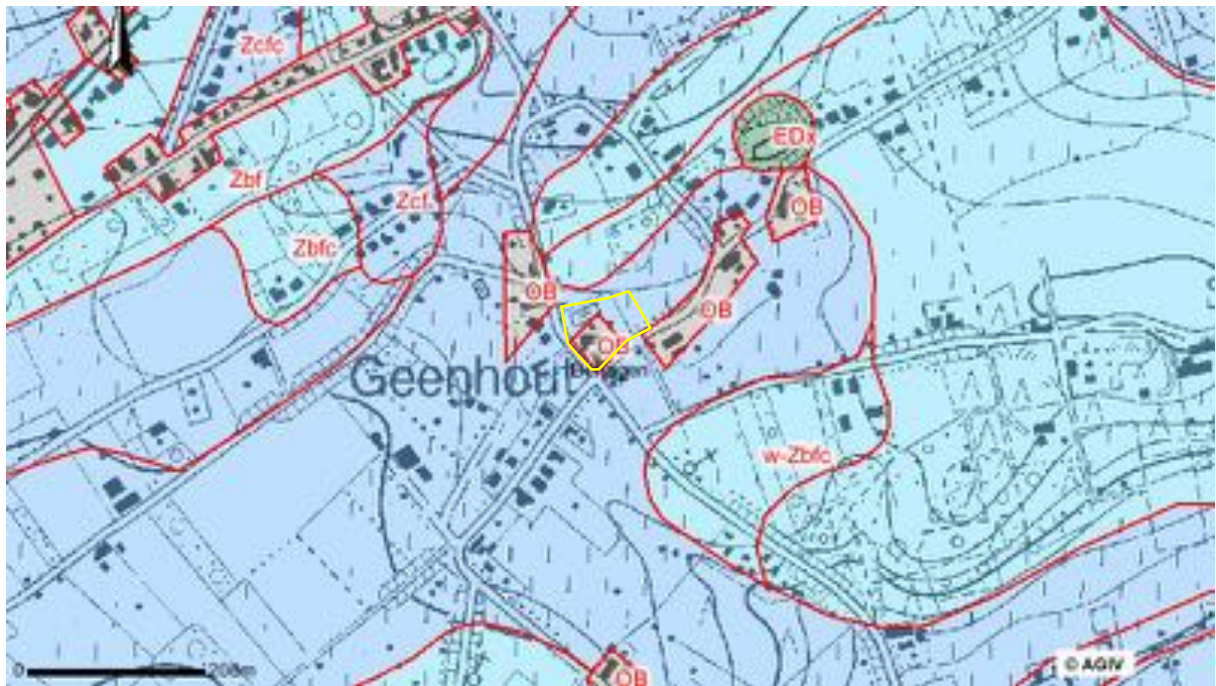 Zcfc
EDx
Zbf
Zcf
OB
Zbfc
OB
OB
OB
Geenhout
w-Zbfc
0
200m
© AGIV
OB